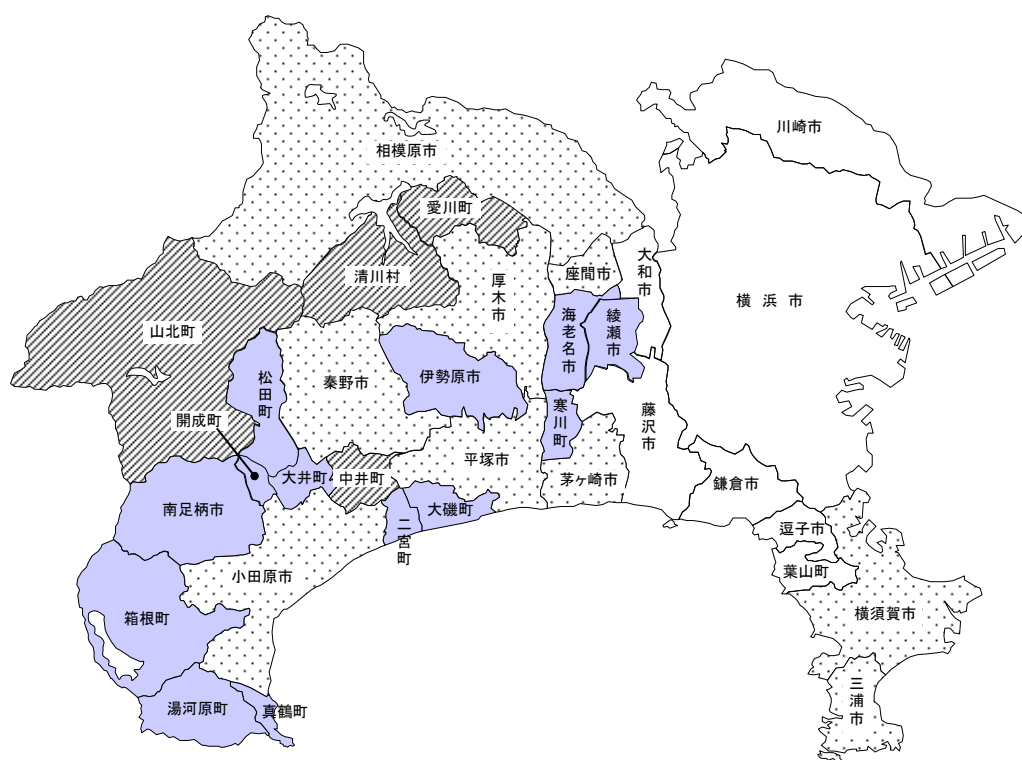 川崎市
相模原市
愛川町
大和市
座間市
清川村
厚木市
横浜市
海老名市
綾瀬市
山北町
秦野市
伊勢原市
松田町
開成町
寒川町
藤沢市
平塚市
大井町
中井町
茅ヶ崎市
鎌倉市
南足柄市
大磯町
二宮町
逗子市
小田原市
葉山町
箱根町
横須賀市
三浦市
湯河原町
真鶴町